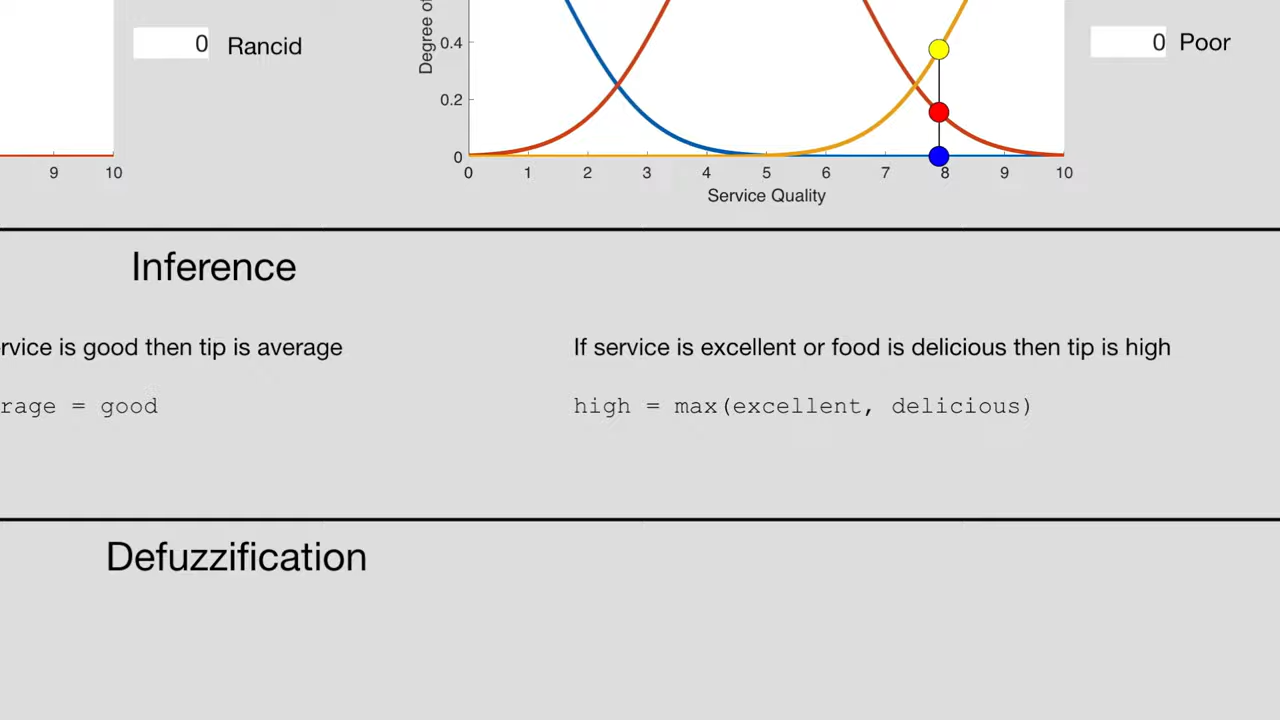 Degree of
0 Rancid
0.4
0 Poor
0.2
0
9 10
0 1 2 3 4 5 6 7 8 9 10
Service Quality
Inference
rvice is good then tip is average
If service is excellent or food is delicious then tip is high
rage = good
high = max(excellent, delicious)
Defuzzification